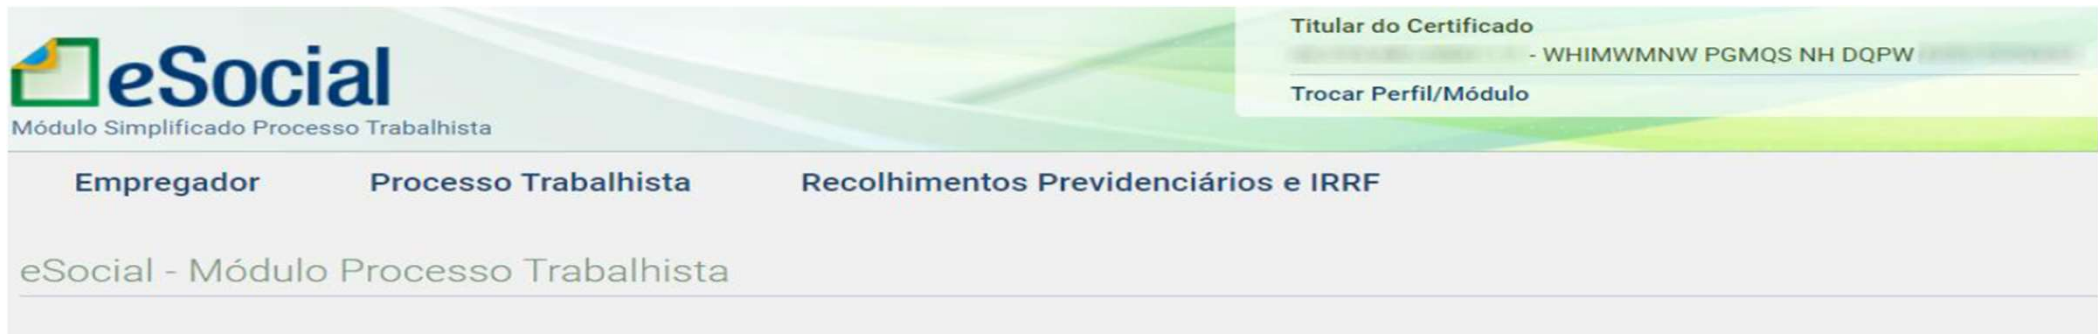 eSocial
Módulo Simplificado Processo Trabalhista
Titular do Certificado
- WHIMWMNW PGMQS NH DQPW
Trocar Perfil/Módulo
Empregador Processo Trabalhista Recolhimentos Previdenciários e IRRF
eSocial - Módulo Processo Trabalhista